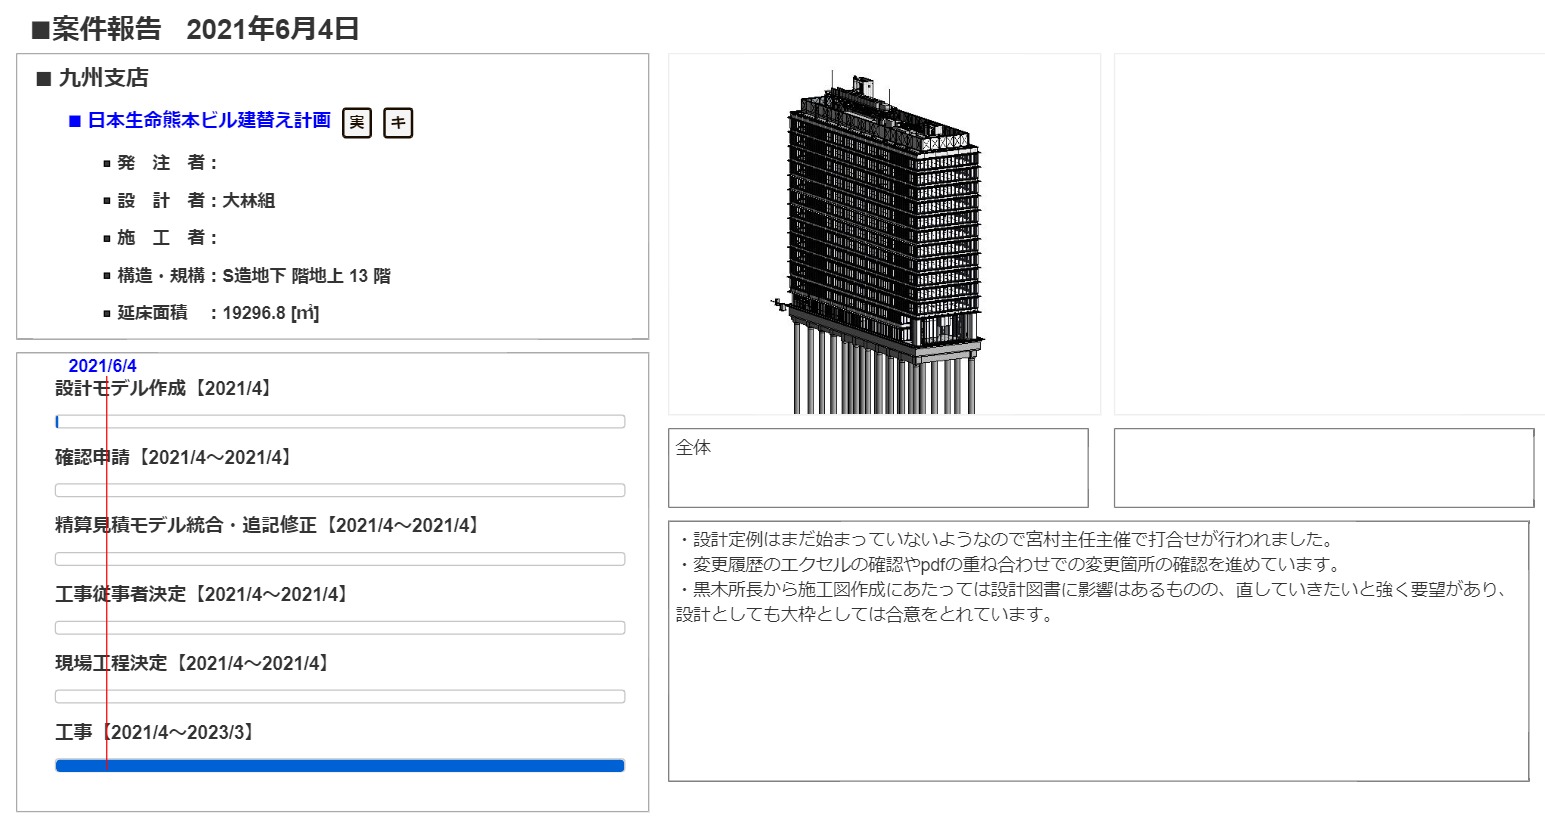 ■案件報告 2021年6月4日
■ 九州支店
■ 日本生命熊本ビル建替え計画 実 キ
▪ 発 注 者：
▪ 設 計 者：大林組
▪ 施 工 者：
▪ 構造・規構：S造地下 階地上 13 階
▪ 延床面積 ：19296.8 [㎡]
2021/6/4
設計モデル作成【2021/4】
確認申請【2021/4～2021/4】
精算見積モデル統合・追記修正【2021/4～2021/4】
工事従事者決定【2021/4～2021/4】
現場工程決定【2021/4～2021/4】
工事【2021/4～2023/3】
全体
・設計定例はまだ始まっていないようなので宮村主任主催で打合せが行われました。
・変更履歴のエクセルの確認やpdfの重ね合わせでの変更箇所の確認を進めています。
・黒木所長から施工図作成にあたっては設計図書に影響はあるものの、直していきたいと強く要望があり、
設計としても大枠としては合意をとれています。